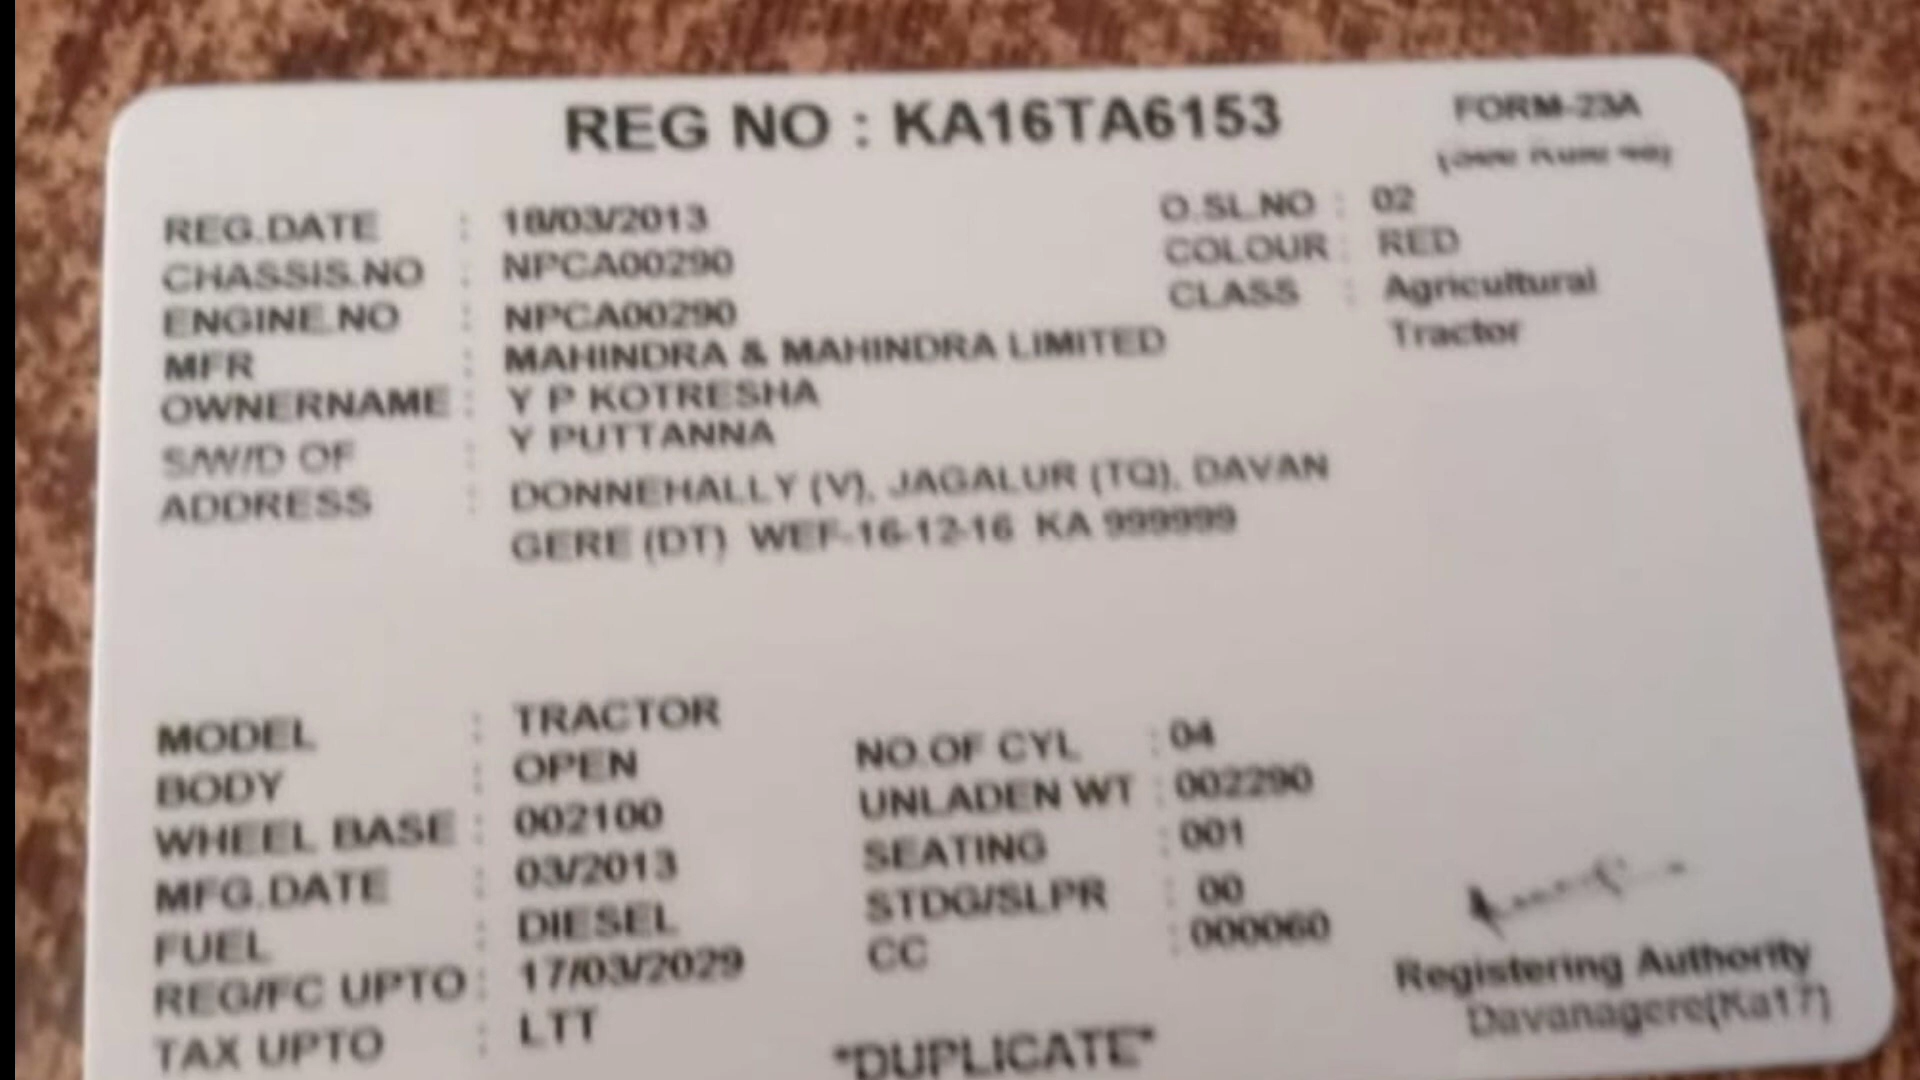 REG NO : KA16TA6153
FORM-23A
REG.DATE : 18/03/2013
O.SL.NO : 02
CHASSIS.NO : NPCA00290
COLOUR : RED
ENGINE.NO : NPCA00290
CLASS : Agricultural
Tractor
MFR : MAHINDRA & MAHINDRA LIMITED
OWNERNAME : Y P KOTRESHA
S/W/D OF : Y PUTTANNA
ADDRESS : DONNEHALLY (V), JAGALUR (TQ), DAVAN
GERE (DT) WEF-16-12-16 KA 999999
MODEL : TRACTOR
NO.OF CYL : 04
BODY : OPEN
UNLADEN WT : 002290
WHEEL BASE : 002100
SEATING : 001
MFG.DATE : 03/2013
STDG/SLPR : 00
FUEL : DIESEL
CC : 000060
REG/FC UPTO : 17/03/2029
TAX UPTO : LTT
Registering Authority
Davanagere(Ka17)
"DUPLICATE"